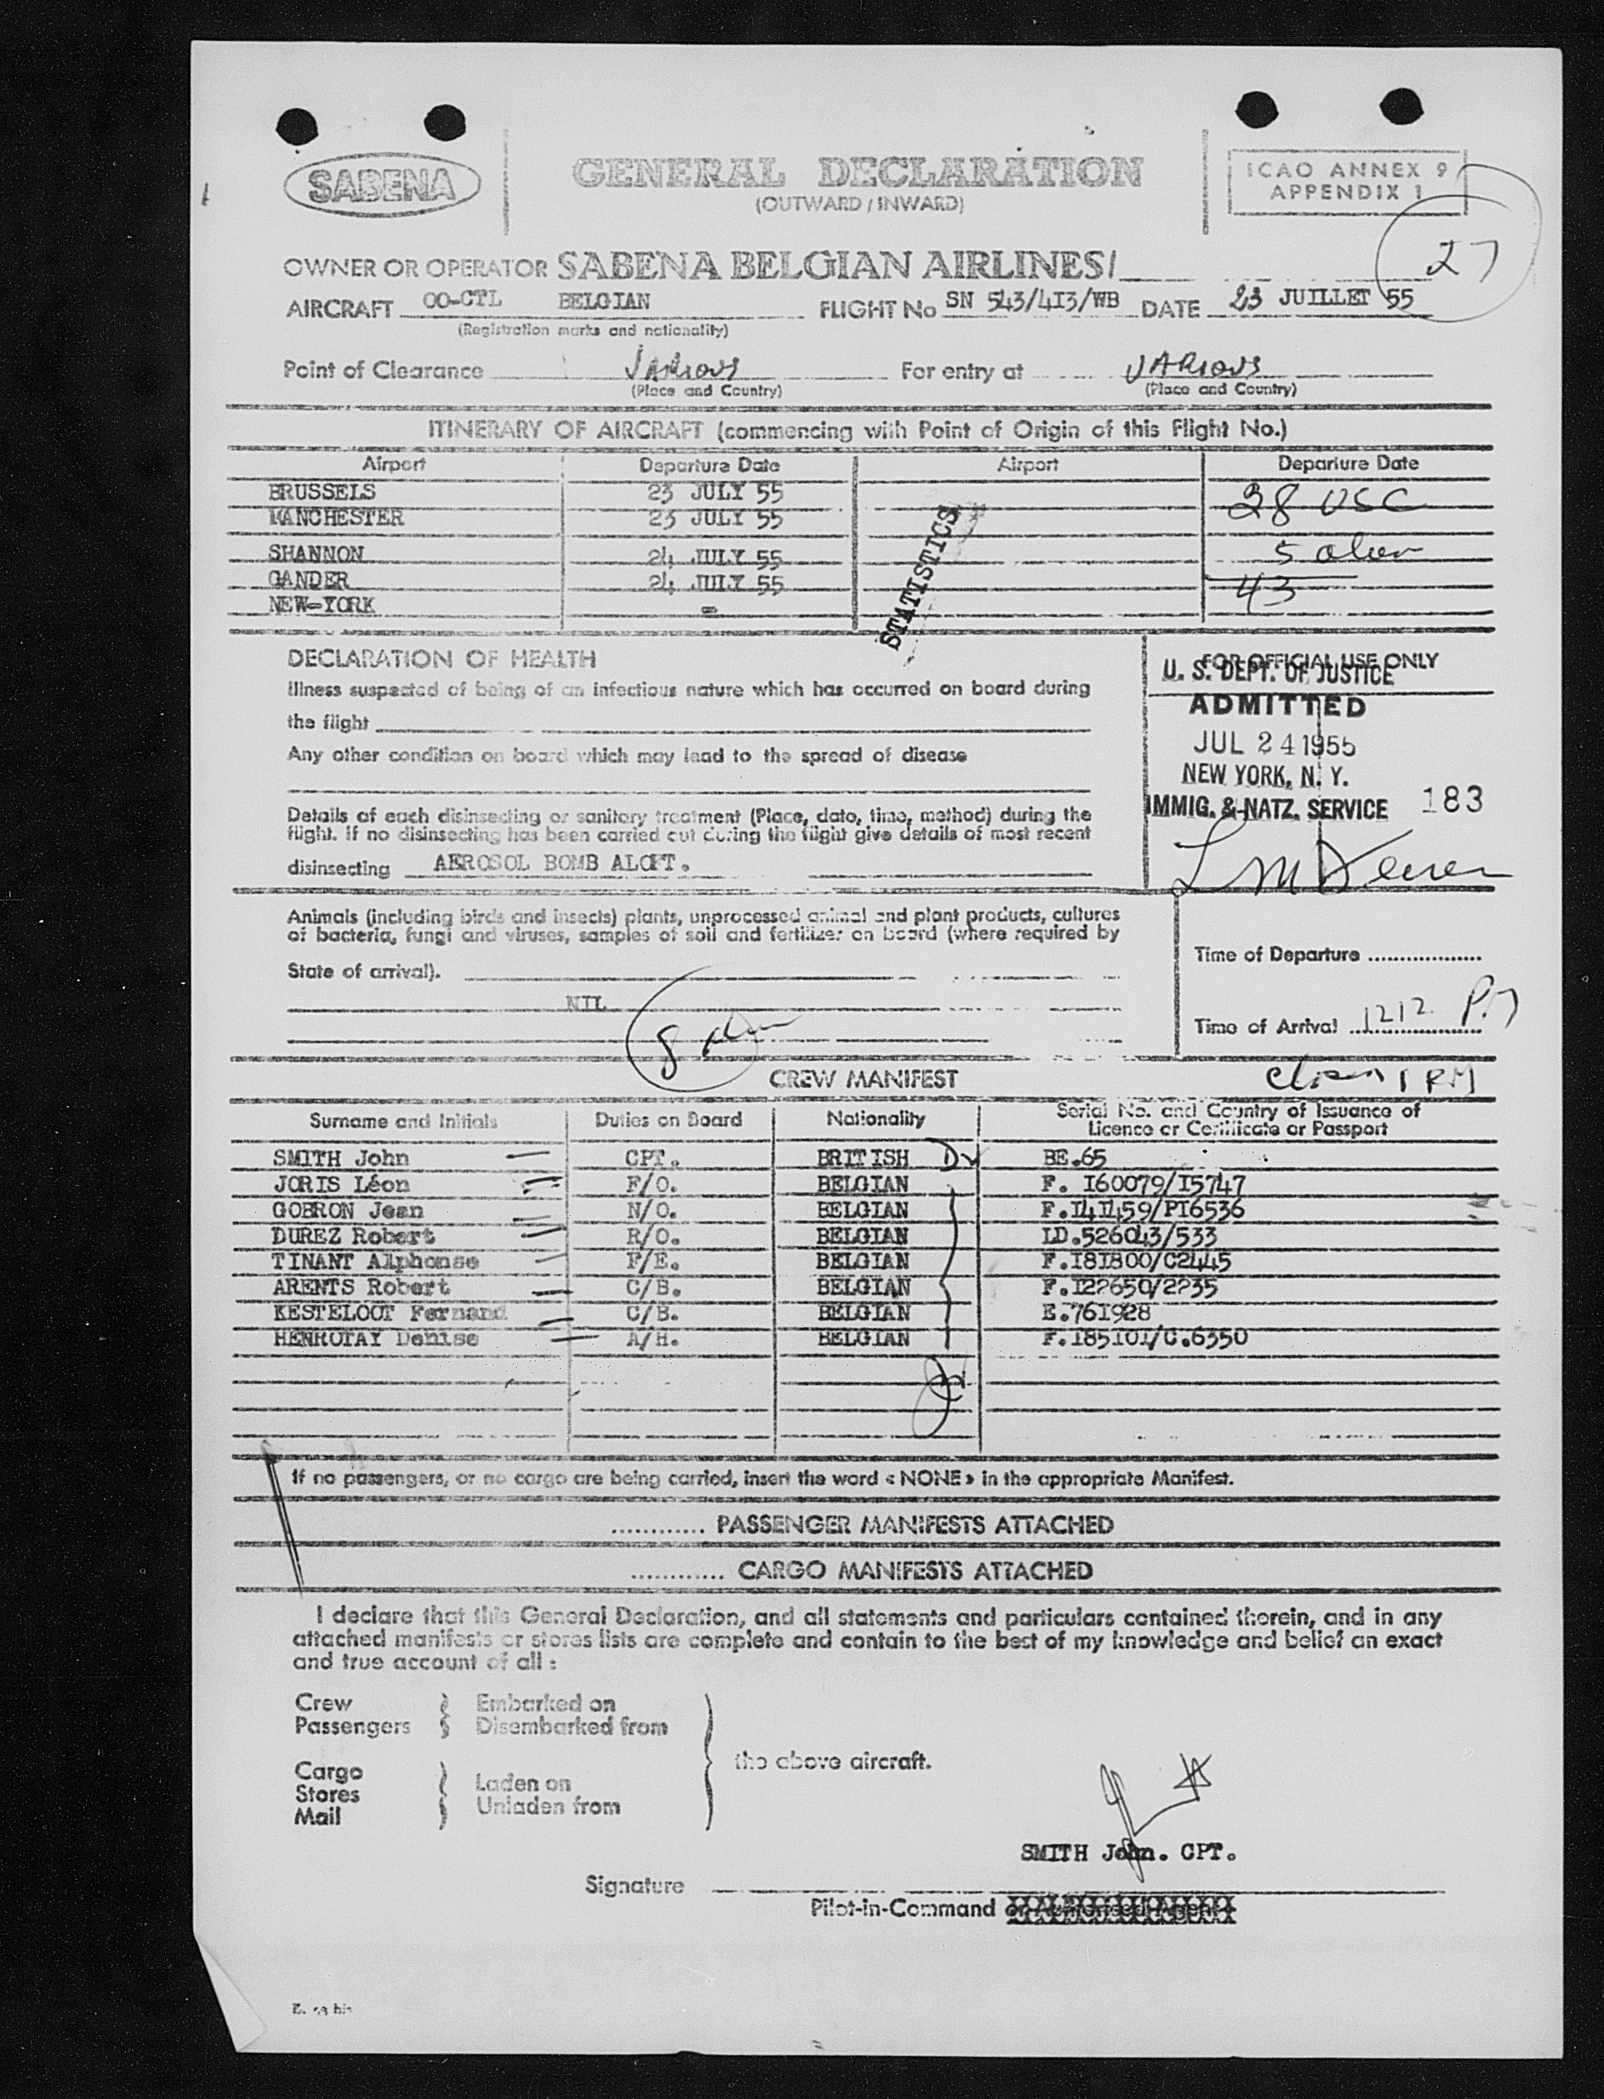 SABENA
GENERAL DECLARATION
(OUTWARD / INWARD)
ICAO ANNEX 9
APPENDIX 1
27
OWNER OR OPERATOR SABENA BELGIAN AIRLINES/
AIRCRAFT OO-CTL BELGIAN FLIGHT No SN 543/413/WB DATE 23 JUILLET 55
(Registration marks and nationality)
Point of Clearance VARIOUS For entry at VARIOUS
(Place and Country) (Place and Country)
ITINERARY OF AIRCRAFT (commencing with Point of Origin of this Flight No.)
Airport Departure Date Airport Departure Date
BRUSSELS 23 JULY 55 38 USC
MANCHESTER 23 JULY 55
SHANNON 24 JULY 55 5 alien
GANDER 24 JULY 55 43
NEW-YORK -
STATISTICS
DECLARATION OF HEALTH
Illness suspected of being of an infectious nature which has occurred on board during
the flight
Any other condition on board which may lead to the spread of disease
Details of each disinsecting or sanitary treatment (Place, date, time, method) during the
flight. If no disinsecting has been carried out during the flight give details of most recent
disinsecting AEROSOL BOMB ALOFT.
FOR OFFICIAL USE ONLY
U. S. DEPT. OF JUSTICE
ADMITTED
JUL 24 1955
NEW YORK, N. Y.
IMMIG. & NATZ. SERVICE 183
Animals (including birds and insects) plants, unprocessed animal and plant products, cultures
of bacteria, fungi and viruses, samples of soil and fertilizer on board (where required by
State of arrival).
NIL
8
Time of Departure
Time of Arrival 1212 P.M
CREW MANIFEST
Surname and Initials Duties on Board Nationality Serial No. and Country of Issuance of
Licence or Certificate or Passport
SMITH John CPT. BRITISH BE.65
JORIS Léon F/O. BELGIAN F. I60079/I5747
GOBRON Jean N/O. BELGIAN F.I4I459/PI6536
DUREZ Robert R/O. BELGIAN LD.526043/533
TINANT Alphonse F/E. BELGIAN F.I8I800/C2445
ARENTS Robert C/B. BELGIAN F.I22650/2235
KESTELOOT Fernand C/B. BELGIAN E.76I928
HENROTAY Denise A/H. BELGIAN F.I85I0I/C.6350
If no passengers, or no cargo are being carried, insert the word « NONE » in the appropriate Manifest.
............ PASSENGER MANIFESTS ATTACHED
............ CARGO MANIFESTS ATTACHED
I declare that this General Declaration, and all statements and particulars contained therein, and in any
attached manifests or stores lists are complete and contain to the best of my knowledge and belief an exact
and true account of all :
Crew Embarked on
Passengers Disembarked from
the above aircraft.
Cargo
Stores Laden on
Mail Unladen from
SMITH John. CPT.
Signature
Pilot-in-Command